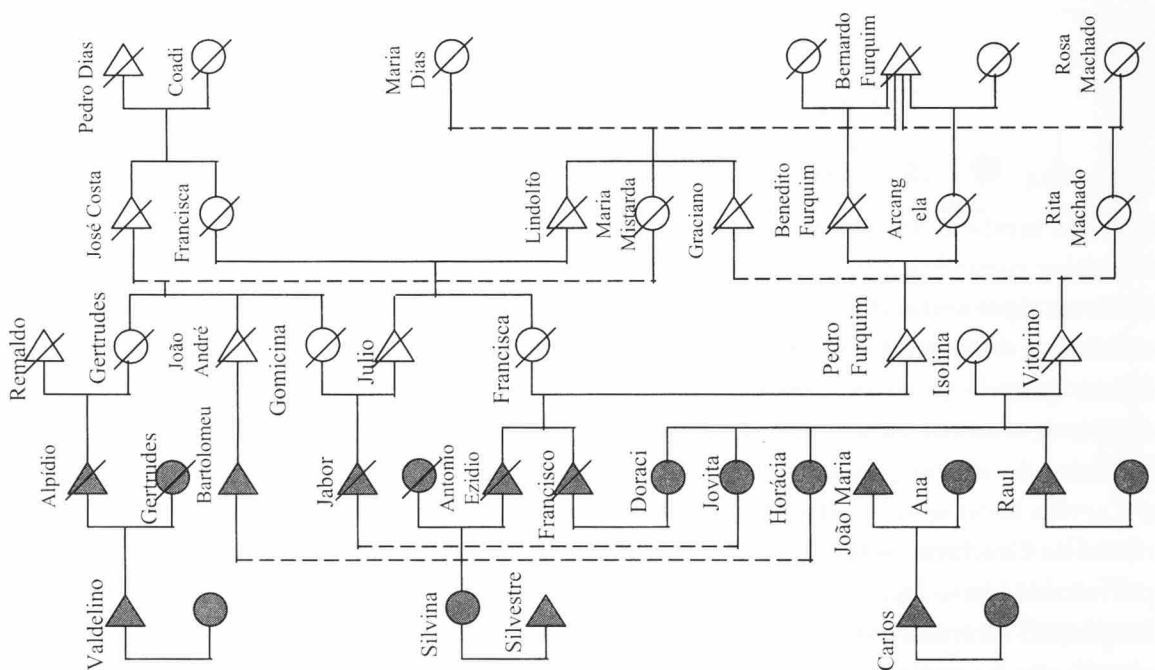 Pedro Dias
Coadi
Maria
Dias
Bernardo
Furquim
Rosa
Machado
José Costa
Francisca
Lindolfo
Maria
Mistarda
Graciano
Benedito
Furquim
Arcang
ela
Rita
Machado
Remaldo
Gertrudes
João
André
Gomicina
Julio
Francisca
Pedro
Furquim
Isolina
Vitorino
Alpídio
Gertrudes
Bartolomeu
Jabor
Antonio
Ezidio
Francisco
Doraci
Jovita
Horácia
João Maria
Ana
Raul
Valdelino
Silvina
Silvestre
Carlos